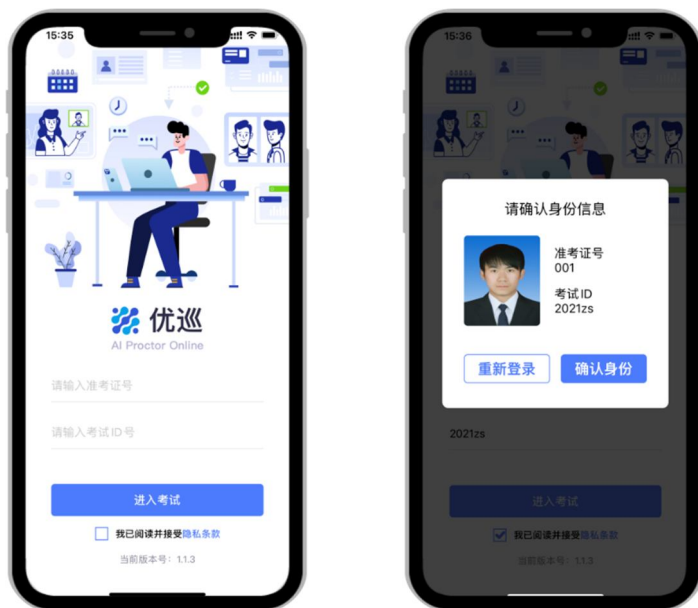 15:35
优巡
AI Proctor Online
请输入准考证号
请输入考试ID号
进入考试
我已阅读并接受隐私条款
当前版本号：1.1.3
15:36
请确认身份信息
准考证号
001
考试ID
2021zs
重新登录
确认身份
2021zs
进入考试
我已阅读并接受隐私条款
当前版本号：1.1.3